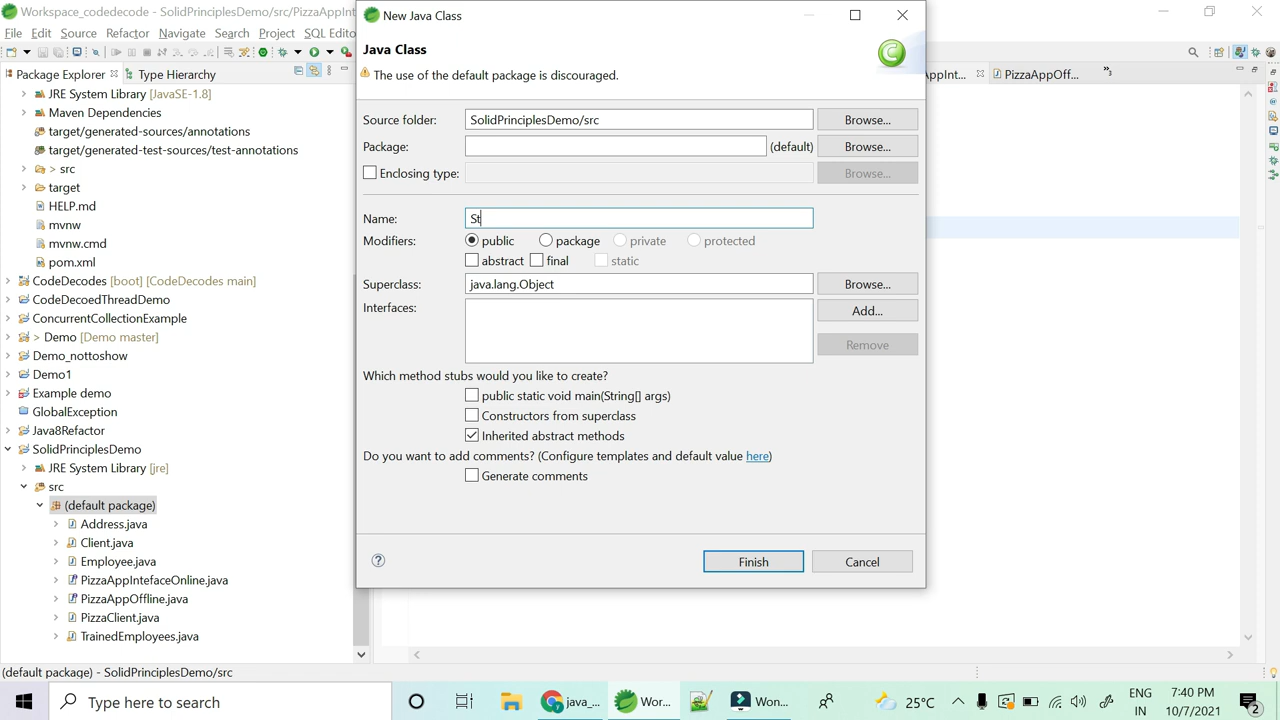 Workspace_codedecode - SolidPrinciplesDemo/src/PizzaAppInt
File Edit Source Refactor Navigate Search Project SQL Edito
Package Explorer Type Hierarchy
JRE System Library [JavaSE-1.8]
Maven Dependencies
target/generated-sources/annotations
target/generated-test-sources/test-annotations
> src
target
HELP.md
mvnw
mvnw.cmd
pom.xml
CodeDecodes [boot] [CodeDecodes main]
CodeDecoedThreadDemo
ConcurrentCollectionExample
> Demo [Demo master]
Demo_nottoshow
Demo1
Example demo
GlobalException
Java8Refactor
SolidPrinciplesDemo
JRE System Library [jre]
src
(default package)
Address.java
Client.java
Employee.java
PizzaAppIntefaceOnline.java
PizzaAppOffline.java
PizzaClient.java
TrainedEmployees.java
(default package) - SolidPrinciplesDemo/src
New Java Class
Java Class
The use of the default package is discouraged.
Source folder: SolidPrinciplesDemo/src Browse...
Package: (default) Browse...
Enclosing type: Browse...
Name: St
Modifiers: public package private protected
abstract final static
Superclass: java.lang.Object Browse...
Interfaces: Add...
Remove
Which method stubs would you like to create?
public static void main(String[] args)
Constructors from superclass
Inherited abstract methods
Do you want to add comments? (Configure templates and default value here)
Generate comments
? Finish Cancel
AppInt... PizzaAppOff... »5
Type here to search
java_... Wor... Won...
25°C
ENG
IN
7:40 PM
10/7/2021
2